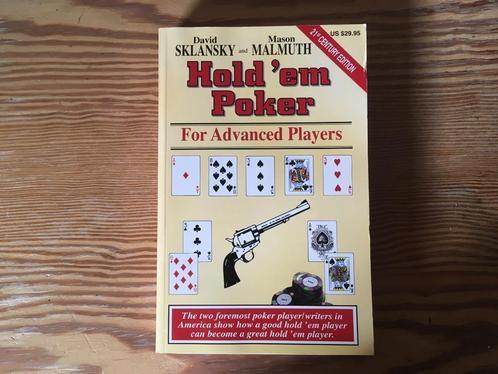 David
SKLANSKY and
Mason
MALMUTH
US $29.95
21ST CENTURY EDITION
Hold 'em
Poker
For Advanced Players
The two foremost poker player/writers in
America show how a good hold 'em player
can become a great hold 'em player.